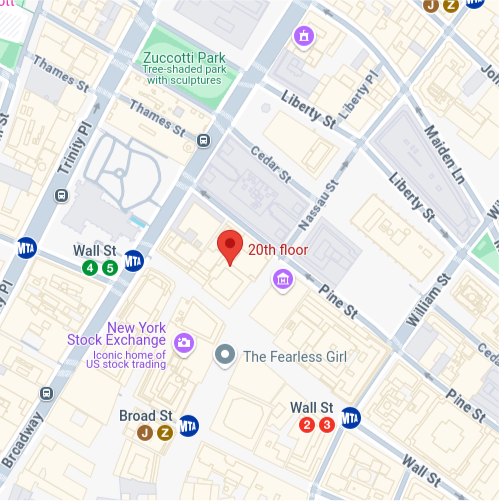 ott
J Z MTA
Zuccotti Park
Tree-shaded park
with sculptures
Thames St
Thames St
Trinity Pl
Liberty St
Liberty Pl
Maiden Ln
Cedar St
Liberty St
Nassau St
MTA
Wall St
4 5 MTA
20th floor
Pine St
William St
New York
Stock Exchange
Iconic home of
US stock trading
The Fearless Girl
Pine St
Broadway
Broad St
J Z MTA
Wall St
2 3 MTA
Wall St